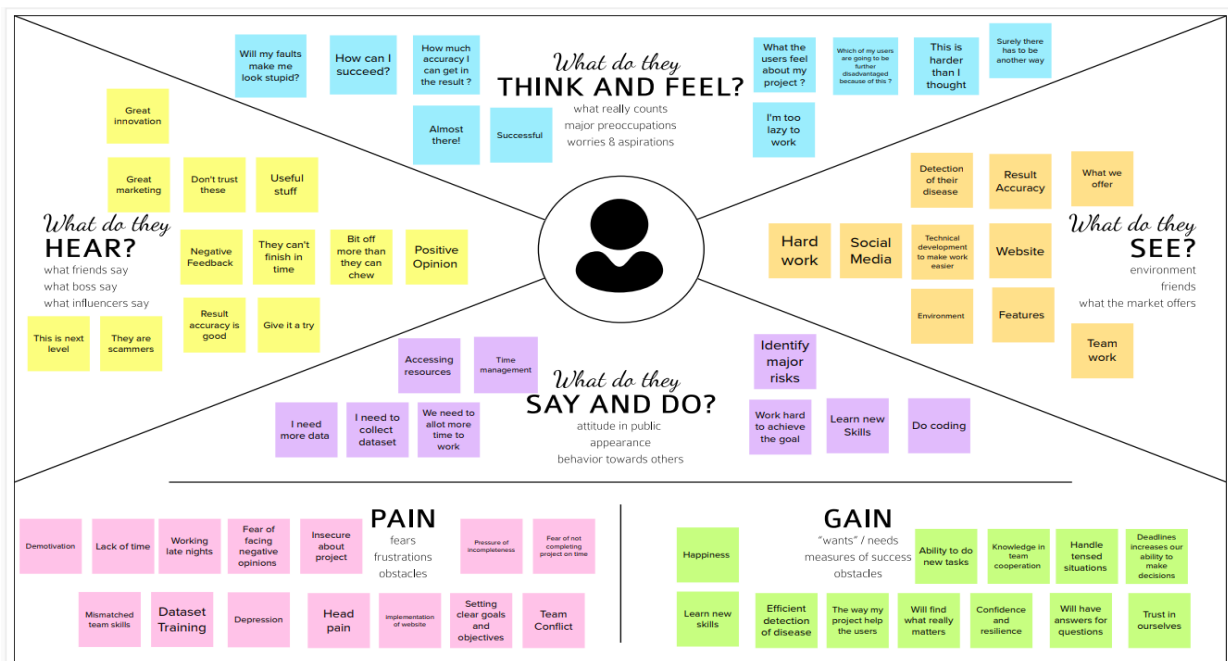 Will my faults
make me
look stupid?
How can I
succeed?
How much
accuracy I
can get in
the result ?
Almost
there!
Successful
What do they
THINK AND FEEL?
what really counts
major preoccupations
worries & aspirations
What the
users feel
about my
project ?
Which of my users
are going to be
further
disadvantaged
because of this ?
This is
harder
than I
thought
Surely there
has to be
another way
I'm too
lazy to
work
Great
innovation
Great
marketing
Don't trust
these
Useful
stuff
What do they
HEAR?
what friends say
what boss say
what influencers say
Negative
Feedback
They can't
finish in
time
Bit off
more than
they can
chew
Positive
Opinion
Result
accuracy is
good
Give it a try
This is next
level
They are
scammers
Detection
of their
disease
Result
Accuracy
What we
offer
Hard
work
Social
Media
Technical
development
to make work
easier
Website
What do they
SEE?
environment
friends
what the market offers
Environment
Features
Team
work
Accessing
resources
Time
management
I need
more data
I need to
collect
dataset
We need to
allot more
time to
work
What do they
SAY AND DO?
attitude in public
appearance
behavior towards others
Identify
major
risks
Work hard
to achieve
the goal
Learn new
Skills
Do coding
PAIN
fears
frustrations
obstacles
Demotivation
Lack of time
Working
late nights
Fear of
facing
negative
opinions
Insecure
about
project
Pressure of
incompleteness
Fear of not
completing
project on time
Mismatched
team skills
Dataset
Training
Depression
Head
pain
implementation
of website
Setting
clear goals
and
objectives
Team
Conflict
GAIN
"wants" / needs
measures of success
obstacles
Happiness
Ability to do
new tasks
Knowledge in
team
cooperation
Handle
tensed
situations
Deadlines
increases our
ability to
make
decisions
Learn new
skills
Efficient
detection
of disease
The way my
project help
the users
Will find
what really
matters
Confidence
and
resilience
Will have
answers for
questions
Trust in
ourselves